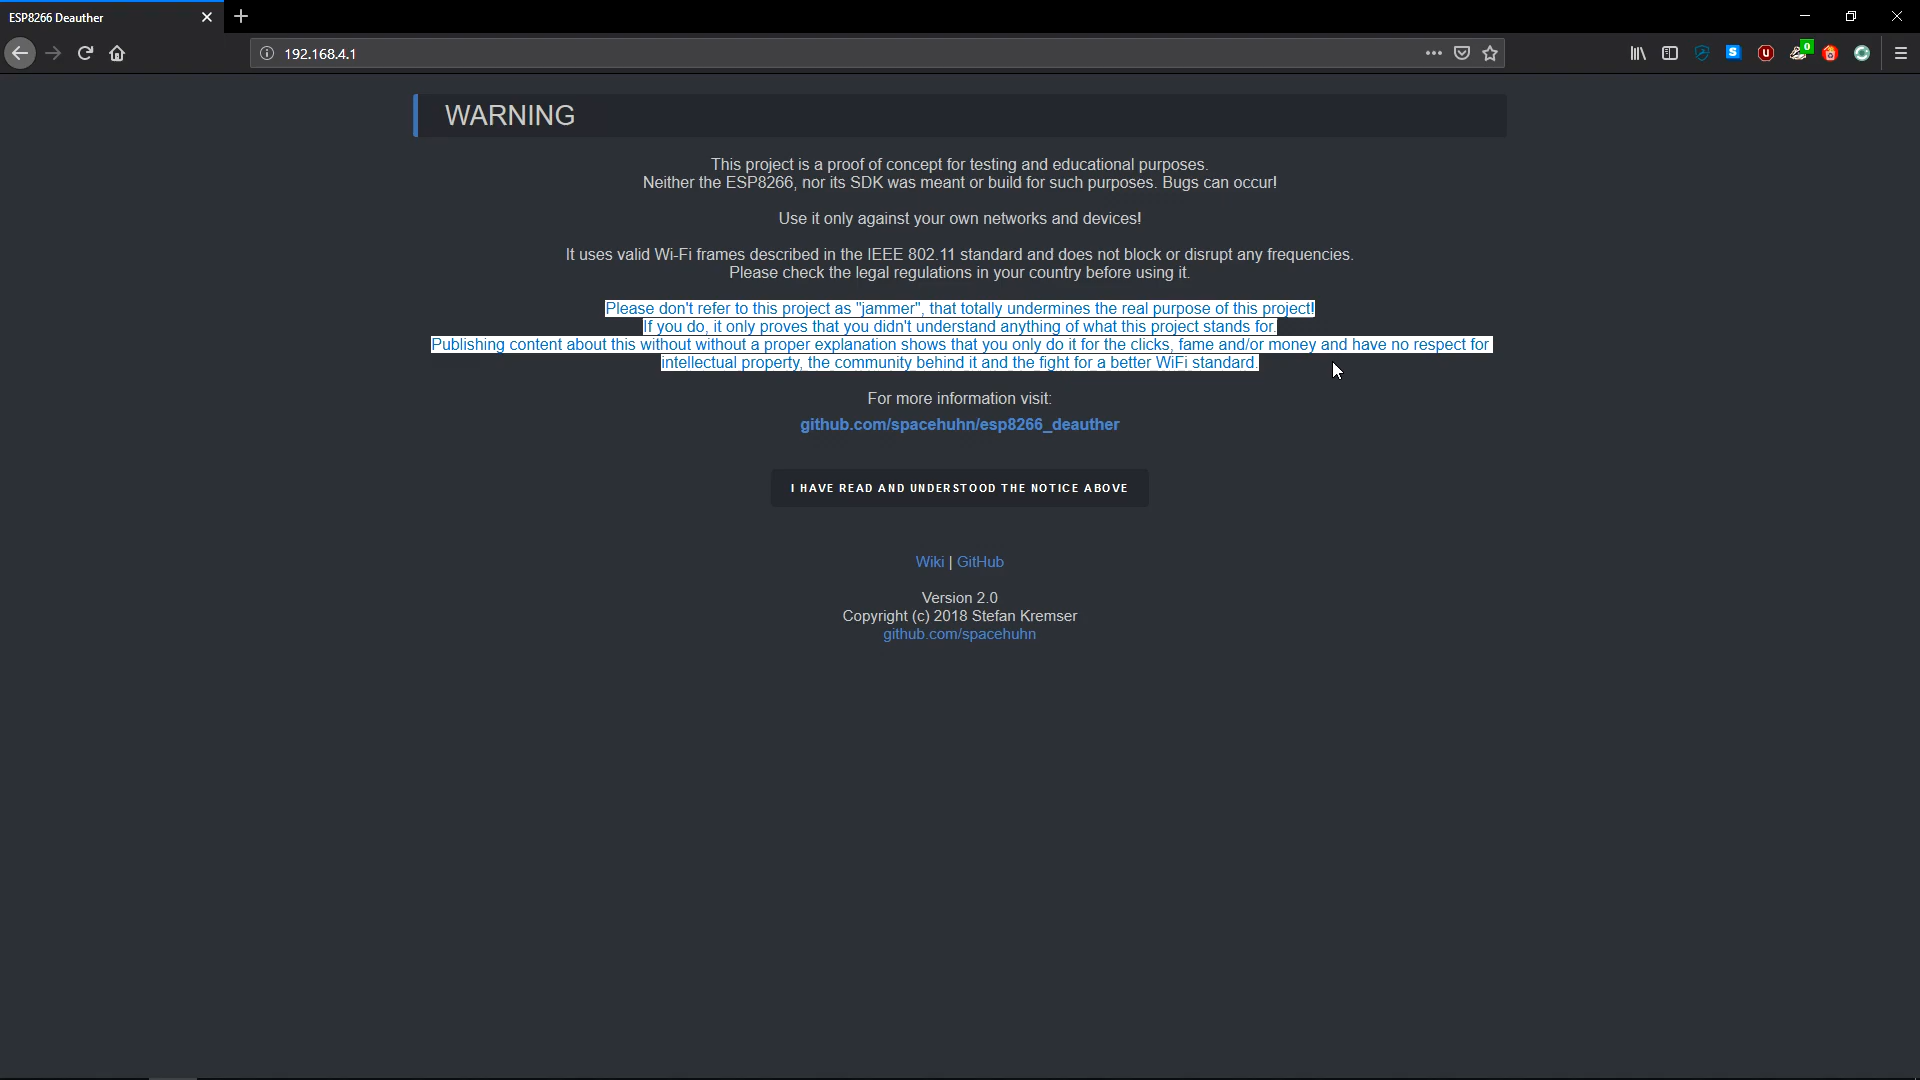 ESP8266 Deauther
192.168.4.1
S
U
0
WARNING
This project is a proof of concept for testing and educational purposes.
Neither the ESP8266, nor its SDK was meant or build for such purposes. Bugs can occur!
Use it only against your own networks and devices!
It uses valid Wi-Fi frames described in the IEEE 802.11 standard and does not block or disrupt any frequencies.
Please check the legal regulations in your country before using it.
Please don't refer to this project as "jammer", that totally undermines the real purpose of this project!
If you do, it only proves that you didn't understand anything of what this project stands for.
Publishing content about this without without a proper explanation shows that you only do it for the clicks, fame and/or money and have no respect for
intellectual property, the community behind it and the fight for a better WiFi standard.
For more information visit:
github.com/spacehuhn/esp8266_deauther
I HAVE READ AND UNDERSTOOD THE NOTICE ABOVE
Wiki | GitHub
Version 2.0
Copyright (c) 2018 Stefan Kremser
github.com/spacehuhn